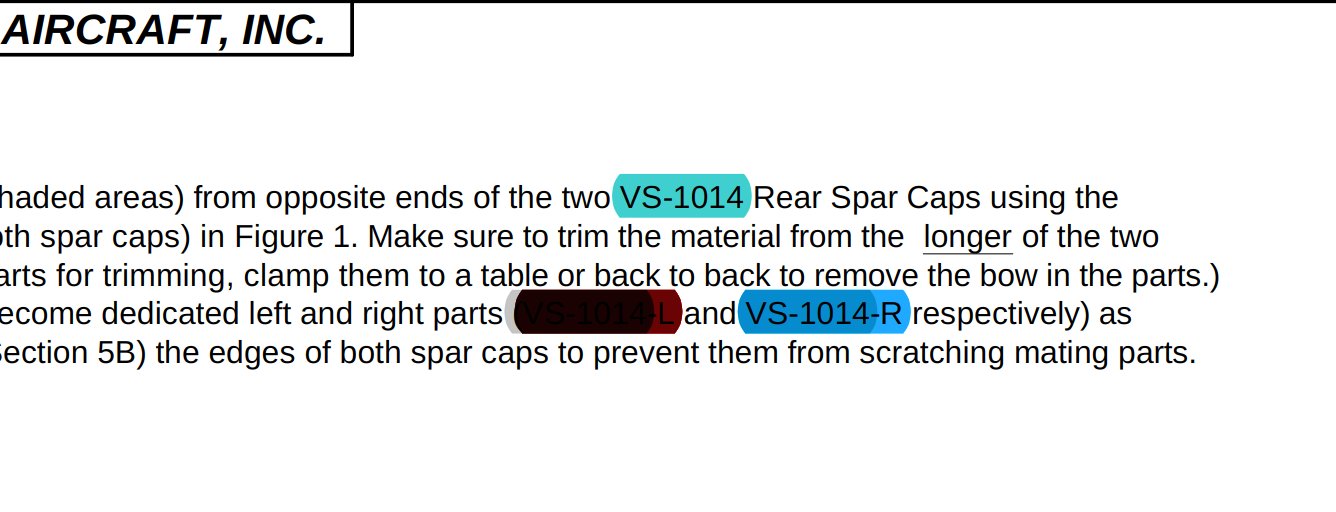 AIRCRAFT, INC.
haded areas) from opposite ends of the two VS-1014 Rear Spar Caps using the
oth spar caps) in Figure 1. Make sure to trim the material from the longer of the two
arts for trimming, clamp them to a table or back to back to remove the bow in the parts.)
ecome dedicated left and right parts (VS-1014-L and VS-1014-R respectively) as
Section 5B) the edges of both spar caps to prevent them from scratching mating parts.